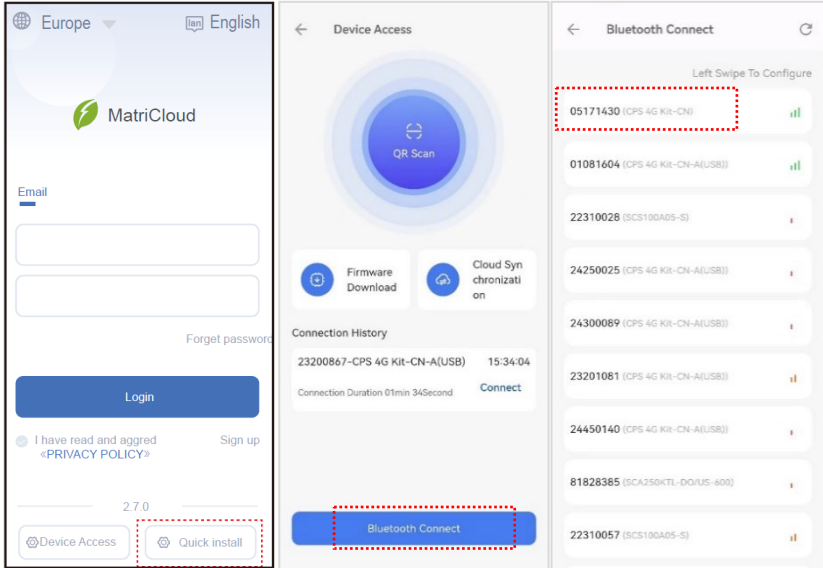 Europe
lan English
MatriCloud
Email
Forget password
Login
I have read and aggred
«PRIVACY POLICY»
Sign up
2.7.0
Device Access
Quick install
Device Access
QR Scan
Firmware
Download
Cloud Syn
chronizati
on
Connection History
23200867-CPS 4G Kit-CN-A(USB) 15:34:04
Connection Duration 01min 34Second Connect
Bluetooth Connect
Bluetooth Connect
Left Swipe To Configure
05171430 (CPS 4G Kit-CN)
01081604 (CPS 4G Kit-CN-A(USB))
22310028 (SCS100A05-S)
24250025 (CPS 4G Kit-CN-A(USB))
24300089 (CPS 4G Kit-CN-A(USB))
23201081 (CPS 4G Kit-CN-A(USB))
24450140 (CPS 4G Kit-CN-A(USB))
81828385 (SCA250KTL-DO/US-600)
22310057 (SCS100A05-S)